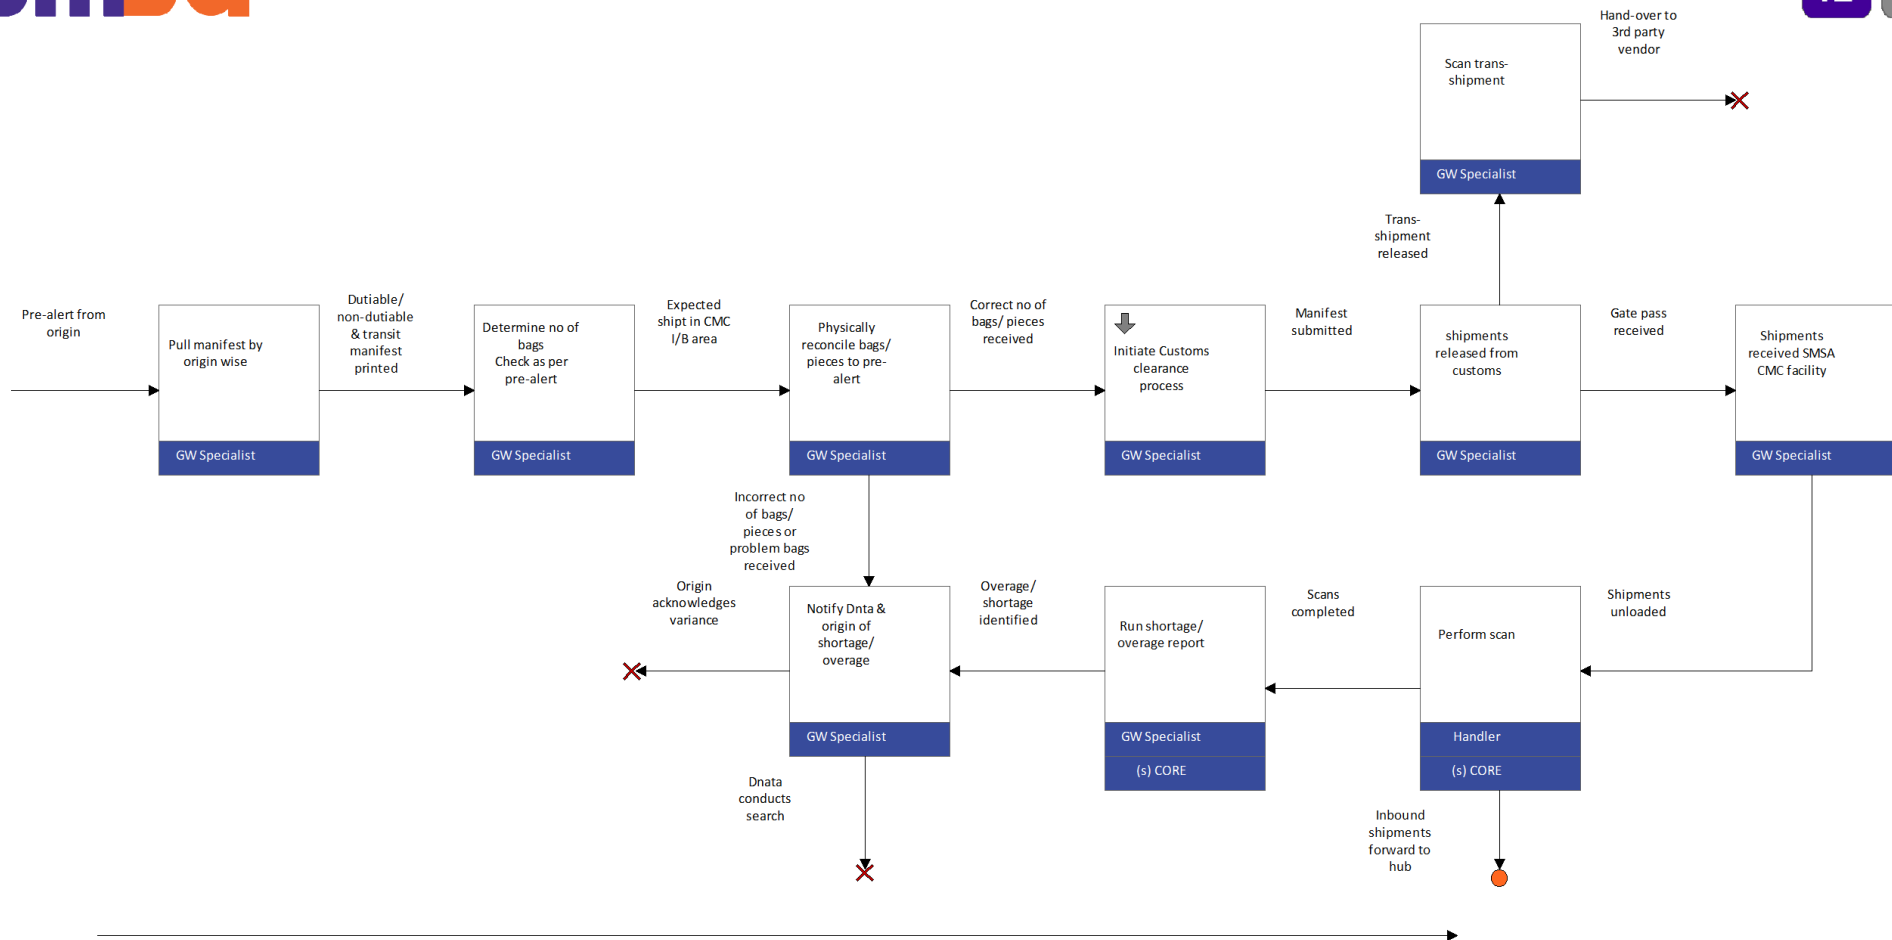 Hand-over to
3rd party
vendor
Scan trans-
shipment
GW Specialist
Trans-
shipment
released
Pre-alert from
origin
Pull manifest by
origin wise
GW Specialist
Dutiable/
non-dutiable
& transit
manifest
printed
Determine no of
bags
Check as per
pre-alert
GW Specialist
Expected
shipt in CMC
I/B area
Physically
reconcile bags/
pieces to pre-
alert
GW Specialist
Correct no of
bags/ pieces
received
Initiate Customs
clearance
process
GW Specialist
Manifest
submitted
shipments
released from
customs
GW Specialist
Gate pass
received
Shipments
received SMSA
CMC facility
GW Specialist
Incorrect no
of bags/
pieces or
problem bags
received
Origin
acknowledges
variance
Notify Dnta &
origin of
shortage/
overage
GW Specialist
Overage/
shortage
identified
Run shortage/
overage report
GW Specialist
(s) CORE
Scans
completed
Perform scan
Handler
(s) CORE
Shipments
unloaded
Dnata
conducts
search
Inbound
shipments
forward to
hub